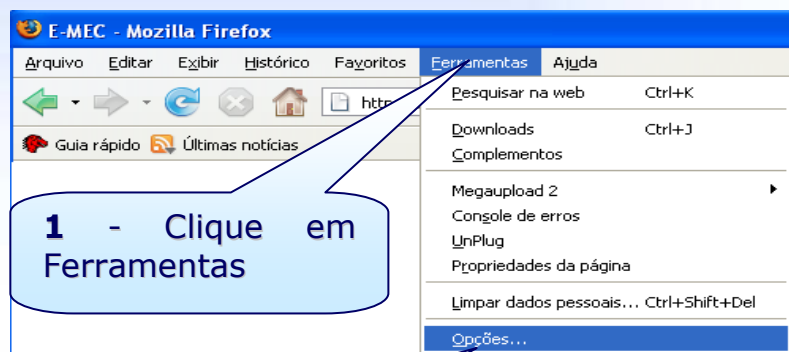 E-MEC - Mozilla Firefox
Arquivo Editar Exibir Histórico Favoritos Ferramentas Ajuda
http
Guia rápido Últimas notícias
Pesquisar na web Ctrl+K
Downloads Ctrl+J
Complementos
Megaupload 2
Console de erros
UnPlug
Propriedades da página
Limpar dados pessoais... Ctrl+Shift+Del
Opções...
1 - Clique em
Ferramentas